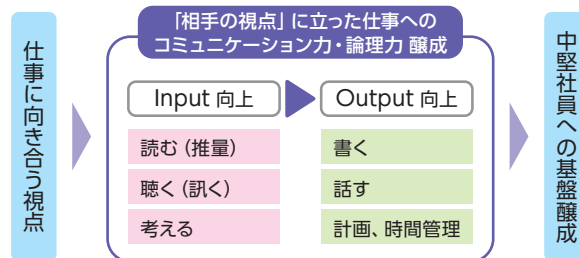 仕事に向き合う視点
「相手の視点」に立った仕事への
コミュニケーション力・論理力 醸成
Input 向上
Output 向上
読む（推量）
聴く（訊く）
考える
書く
話す
計画、時間管理
中堅社員への基盤醸成